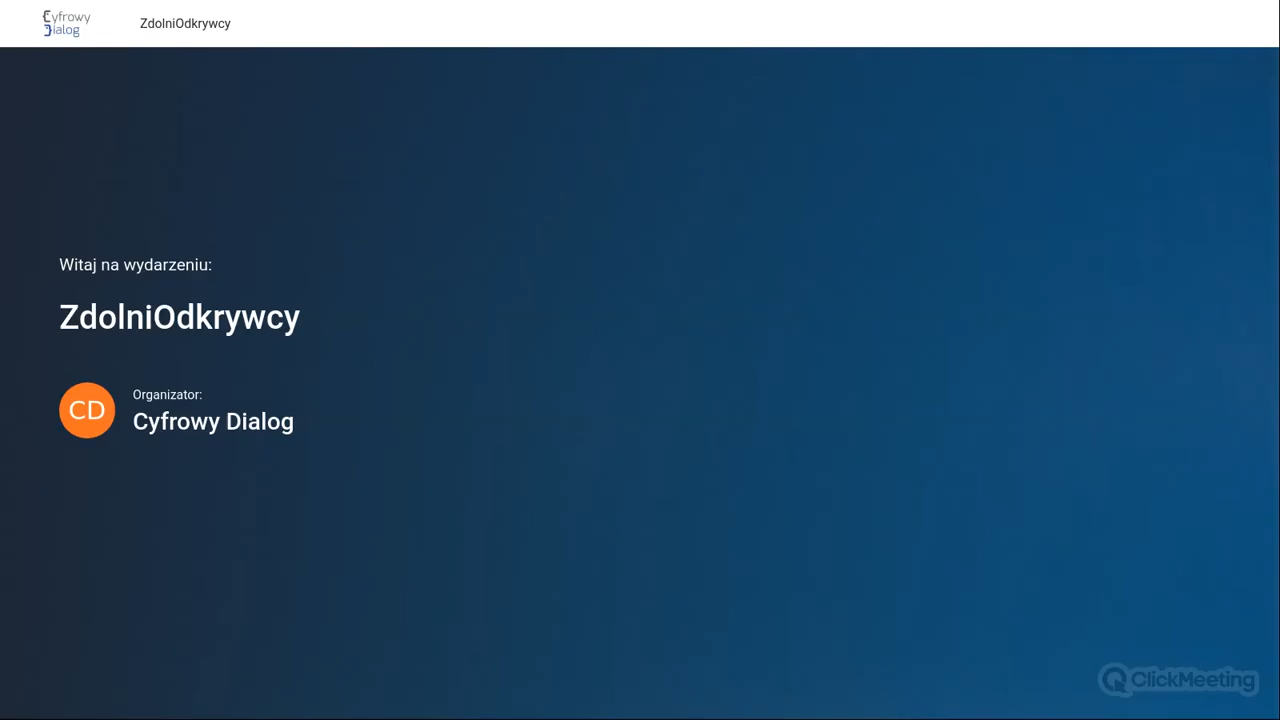 Cyfrowy
Dialog
ZdolniOdkrywcy
Witaj na wydarzeniu:
ZdolniOdkrywcy
CD
Organizator:
Cyfrowy Dialog
ClickMeeting